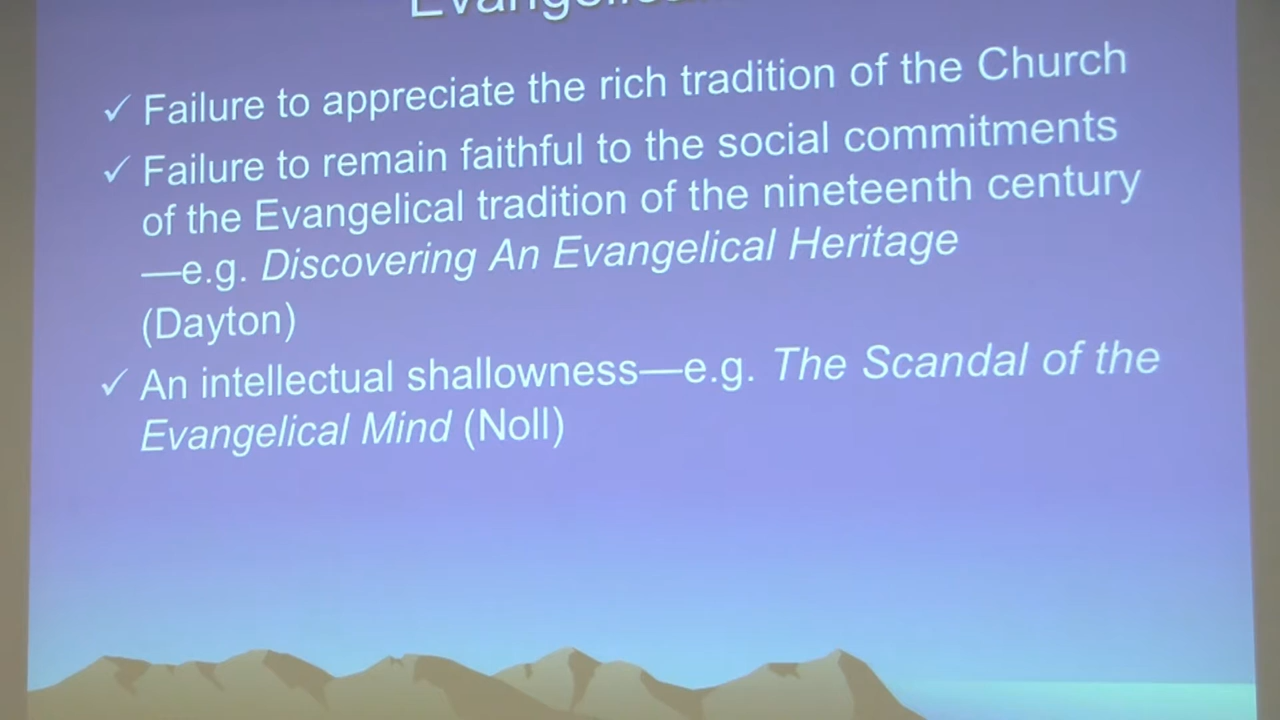 ✓ Failure to appreciate the rich tradition of the Church
✓ Failure to remain faithful to the social commitments
of the Evangelical tradition of the nineteenth century
—e.g. Discovering An Evangelical Heritage
(Dayton)
✓ An intellectual shallowness—e.g. The Scandal of the
Evangelical Mind (Noll)